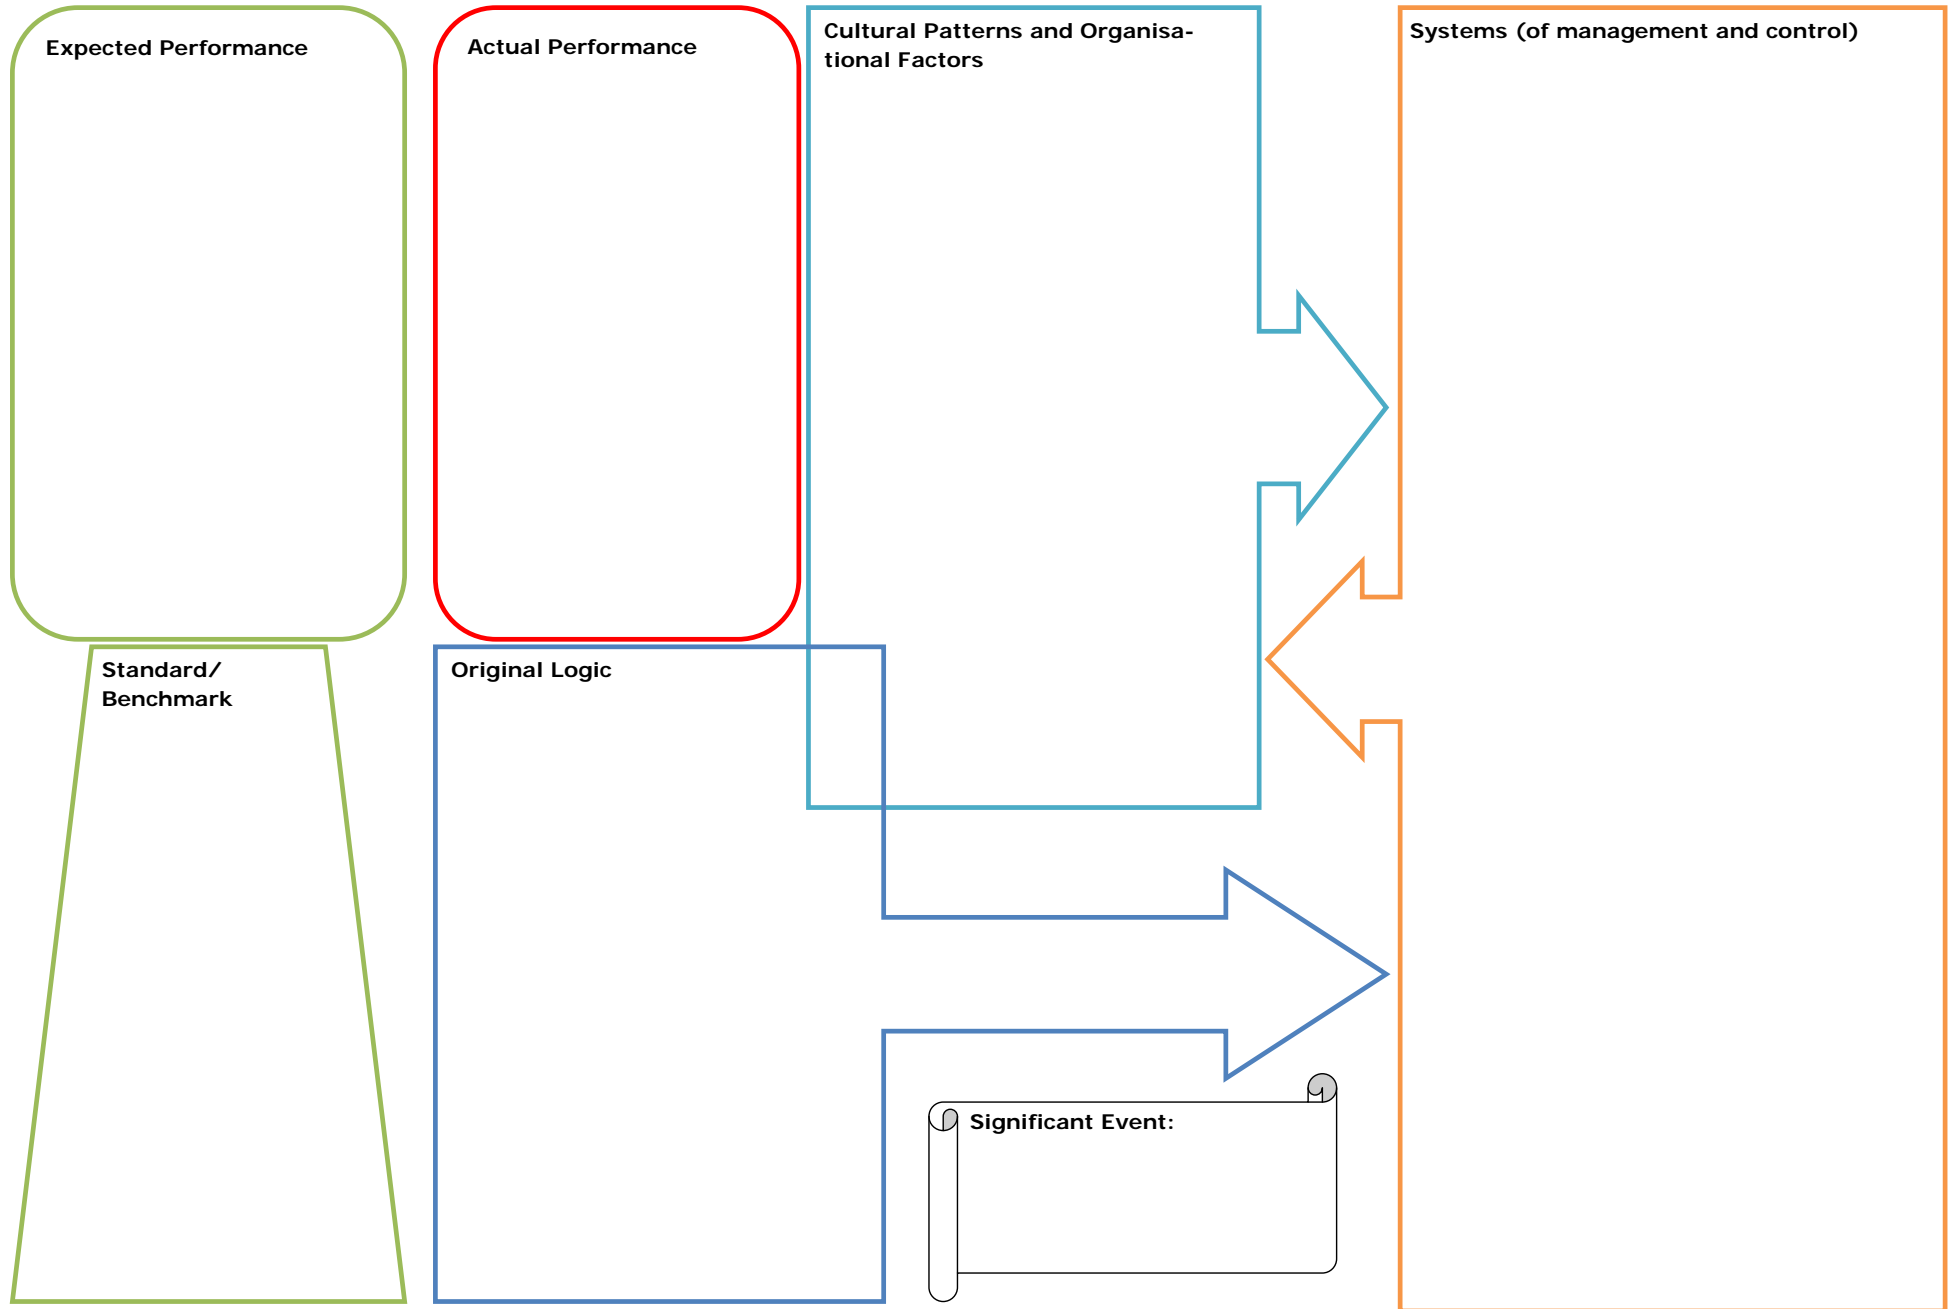 Expected Performance
Actual Performance
Cultural Patterns and Organisa-
tional Factors
Systems (of management and control)
Standard/
Benchmark
Original Logic
Significant Event: